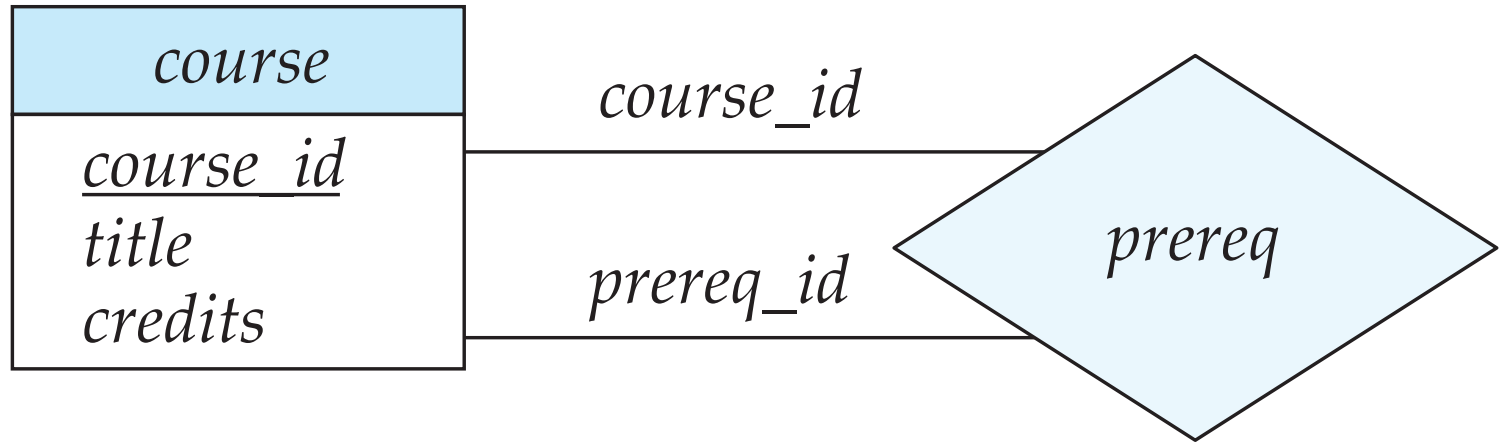 course
course_id
title
credits
course_id
prereq_id
prereq